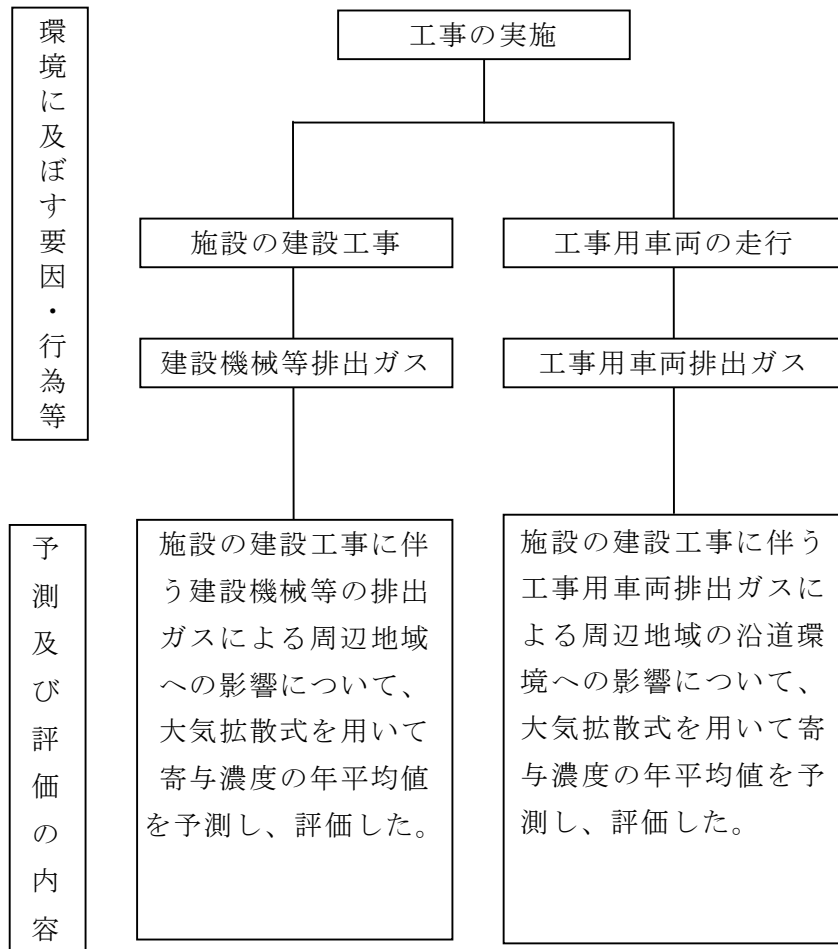 環境に及ぼす要因・行為等
工事の実施
施設の建設工事
工事用車両の走行
建設機械等排出ガス
工事用車両排出ガス
予測及び評価の内容
施設の建設工事に伴
う建設機械等の排出
ガスによる周辺地域
への影響について、
大気拡散式を用いて
寄与濃度の年平均値
を予測し、評価した。
施設の建設工事に伴う
工事用車両排出ガスに
よる周辺地域の沿道環
境への影響について、
大気拡散式を用いて寄
与濃度の年平均値を予
測し、評価した。